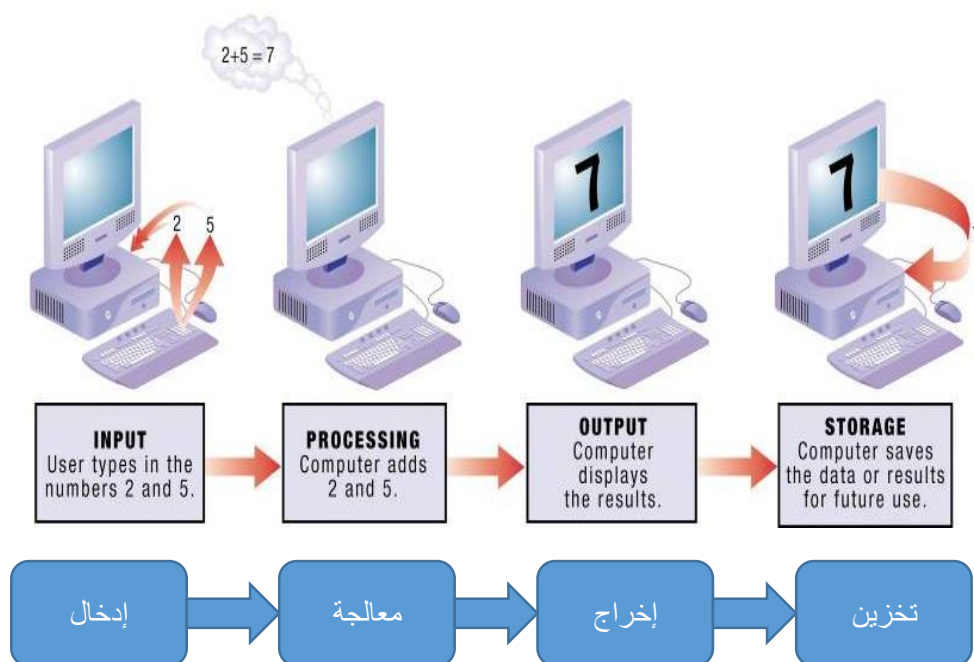 2+5 = 7
2 5
7
7
INPUT
User types in the
numbers 2 and 5.
PROCESSING
Computer adds
2 and 5.
OUTPUT
Computer
displays
the results.
STORAGE
Computer saves
the data or results
for future use.
إدخال
معالجة
إخراج
تخزين